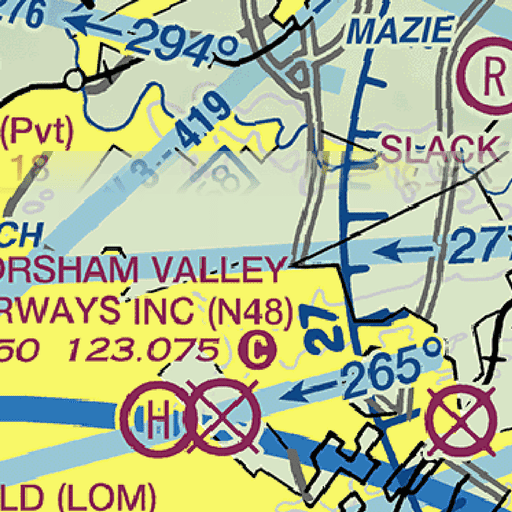 276
294°
MAZIE
R
419
(Pvt)
SLACK
18
V 3
CH
277
ORSHAM VALLEY
RWAYS INC (N48)
27
50 123.075 C
265°
H
LD (LOM)